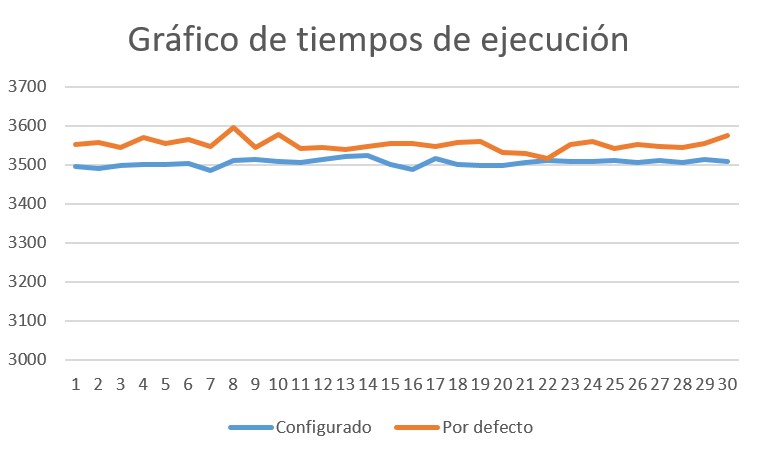 Gráfico de tiempos de ejecución
3700
3600
3500
3400
3300
3200
3100
3000
1 2 3 4 5 6 7 8 9 10 11 12 13 14 15 16 17 18 19 20 21 22 23 24 25 26 27 28 29 30
Configurado Por defecto